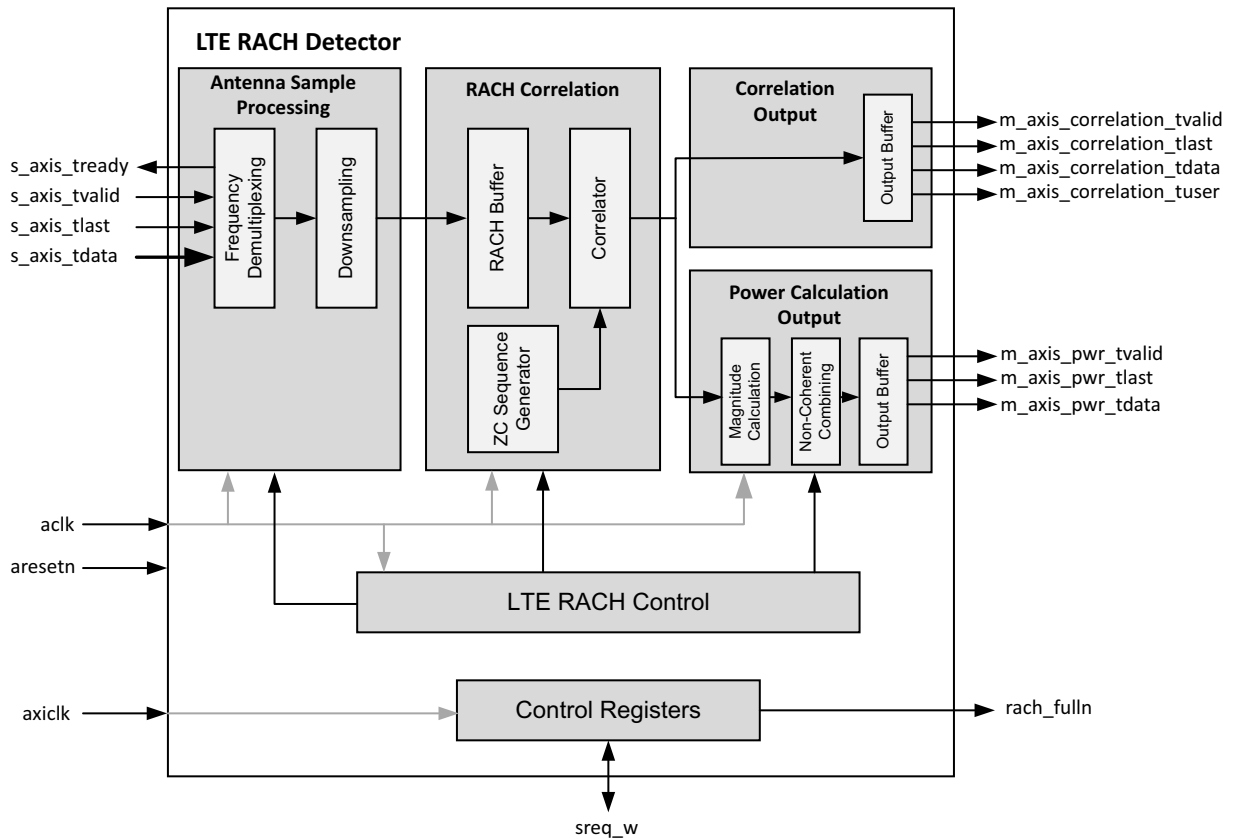 LTE RACH Detector
Antenna Sample
Processing
Frequency
Demultiplexing
Downsampling
s_axis_tready
s_axis_tvalid
s_axis_tlast
s_axis_tdata
RACH Correlation
RACH Buffer
Correlator
ZC Sequence
Generator
Correlation
Output
Output Buffer
m_axis_correlation_tvalid
m_axis_correlation_tlast
m_axis_correlation_tdata
m_axis_correlation_tuser
Power Calculation
Output
Magnitude
Calculation
Non-Coherent
Combining
Output Buffer
m_axis_pwr_tvalid
m_axis_pwr_tlast
m_axis_pwr_tdata
aclk
aresetn
LTE RACH Control
axiclk
Control Registers
rach_fulln
sreq_w